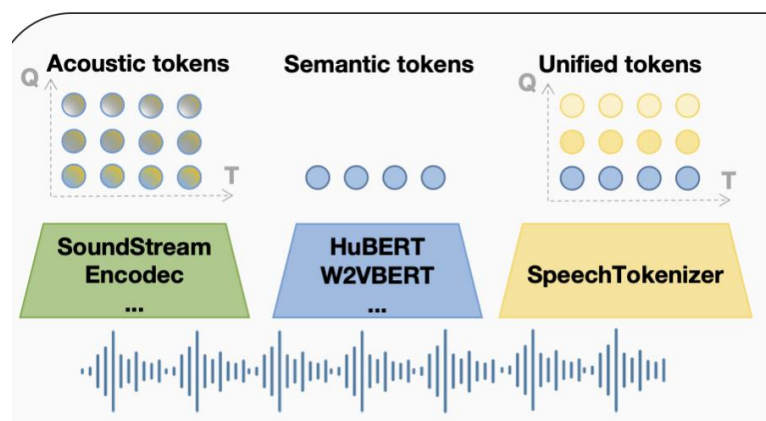 Acoustic tokens
Q
T
SoundStream
Encodec
...
Semantic tokens
HuBERT
W2VBERT
...
Unified tokens
Q
T
SpeechTokenizer